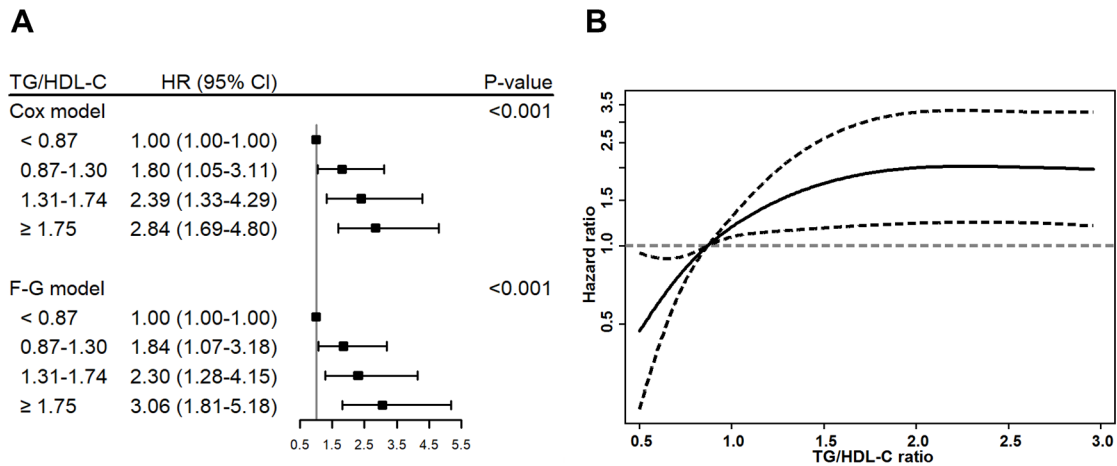 A
TG/HDL-C HR (95% CI) P-value
Cox model <0.001
< 0.87 1.00 (1.00-1.00)
0.87-1.30 1.80 (1.05-3.11)
1.31-1.74 2.39 (1.33-4.29)
≥ 1.75 2.84 (1.69-4.80)
F-G model <0.001
< 0.87 1.00 (1.00-1.00)
0.87-1.30 1.84 (1.07-3.18)
1.31-1.74 2.30 (1.28-4.15)
≥ 1.75 3.06 (1.81-5.18)
0.5 1.5 2.5 3.5 4.5 5.5
B
Hazard ratio
3.5
2.5
1.5
1.0
0.5
0.5 1.0 1.5 2.0 2.5 3.0
TG/HDL-C ratio